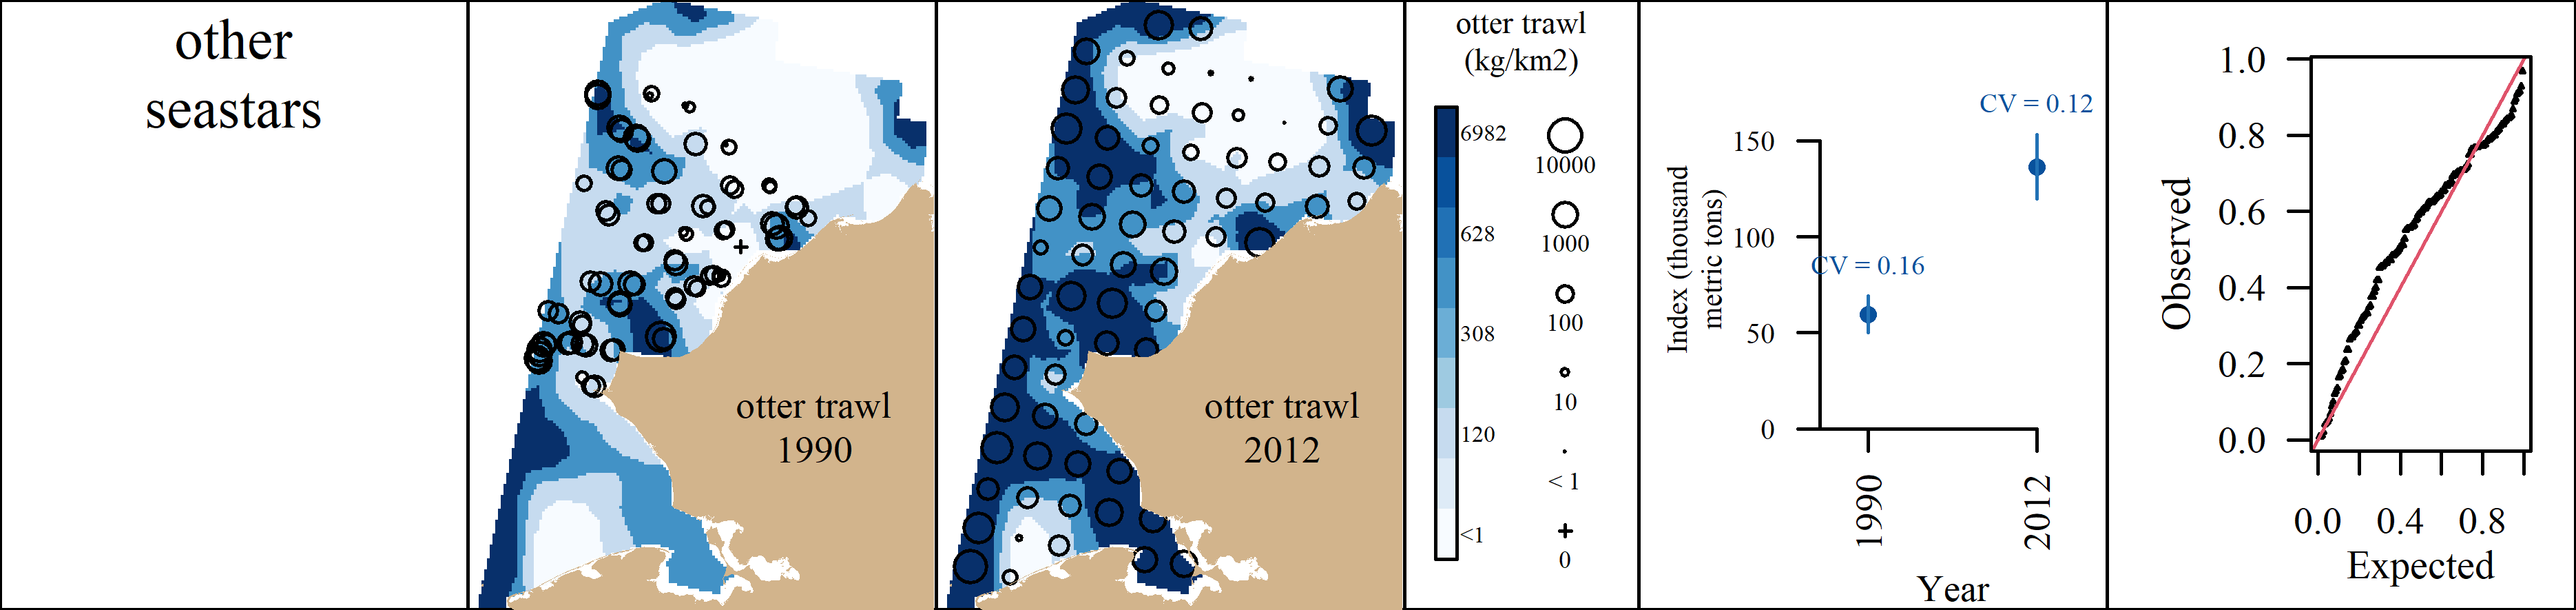 other
seastars
otter trawl
1990
otter trawl
2012
otter trawl
(kg/km2)
6982
628
308
120
<1
10000
1000
100
10
< 1
0
Index (thousand
metric tons)
150
100
50
0
CV = 0.16
CV = 0.12
1990
2012
Year
Observed
1.0
0.8
0.6
0.4
0.2
0.0
0.0 0.4 0.8
Expected